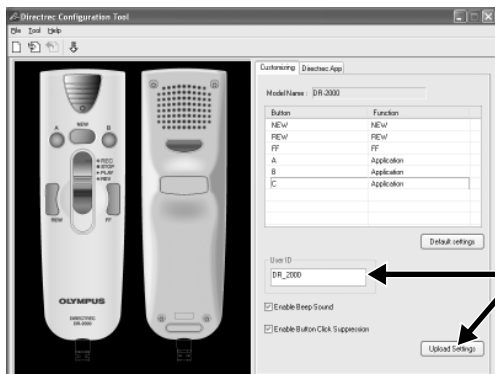 Directrec Configuration Tool
File Tool Help
Customizing Directrec App
Model Name : DR-2000
Button Function
NEW NEW
REW REW
FF FF
A Application
B Application
C Application
Default settings
User ID
DR_2000
Enable Beep Sound
Enable Button Click Suppression
Upload Settings
A NEW B
REC
STOP
PLAY
REV
REW FF
OLYMPUS
DIRECTREC
DR-2000